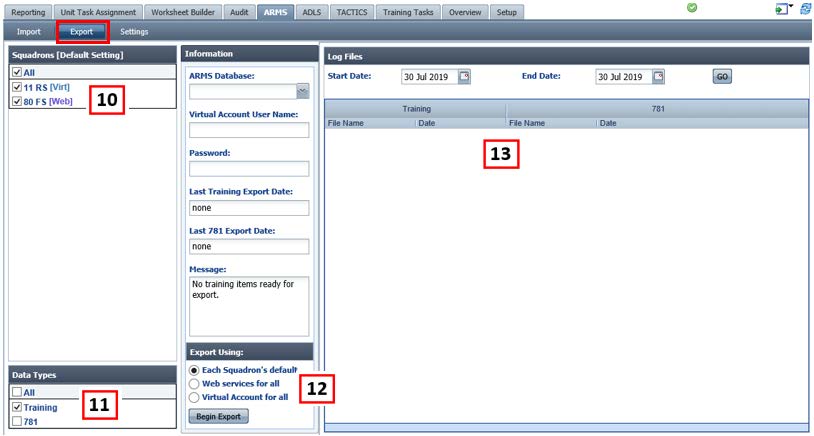 Reporting Unit Task Assignment Worksheet Builder Audit ARMS ADLS TACTICS Training Tasks Overview Setup
Import Export Settings
Squadrons [Default Setting]
All
11 RS [Virt]
80 FS [Web]
10
Data Types
All
Training
781
11
Information
ARMS Database:
Virtual Account User Name:
Password:
Last Training Export Date:
none
Last 781 Export Date:
none
Message:
No training items ready for
export.
Export Using:
Each Squadron's default
Web services for all
Virtual Account for all
12
Begin Export
Log Files
Start Date: 30 Jul 2019 End Date: 30 Jul 2019 GO
Training 781
File Name Date File Name Date
13